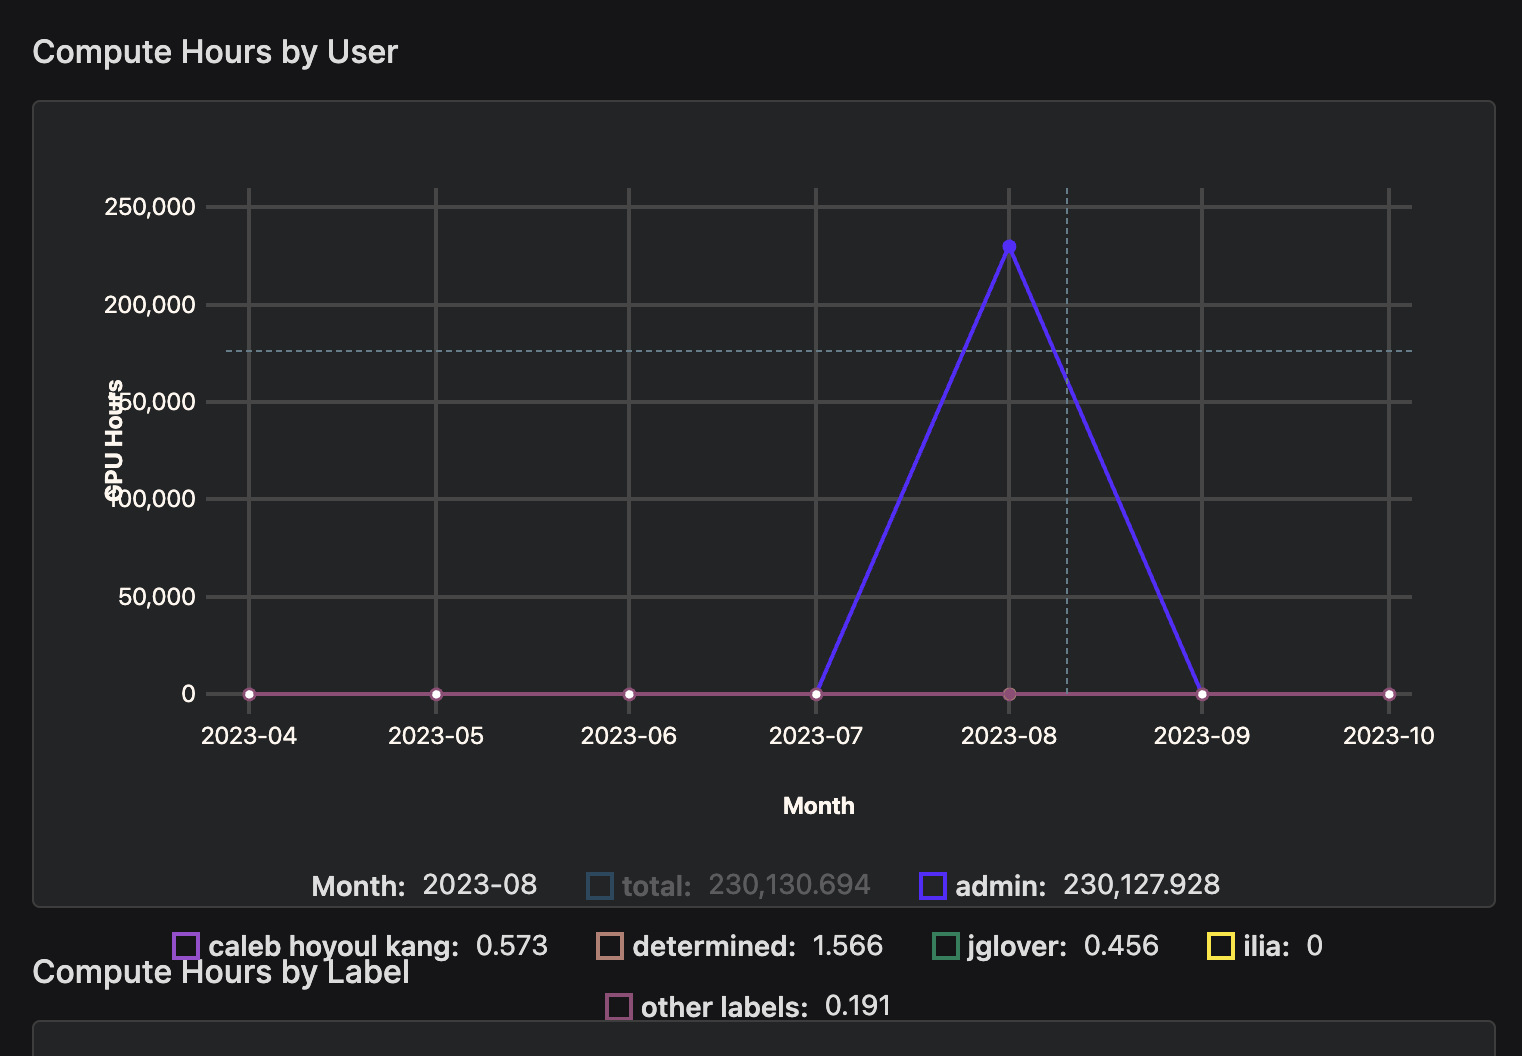 Compute Hours by User
250,000
200,000
50,000
00,000
50,000
0
GPU Hours
2023-04 2023-05 2023-06 2023-07 2023-08 2023-09 2023-10
Month
Month: 2023-08 total: 230,130.694 admin: 230,127.928
caleb hoyoul kang: 0.573 determined: 1.566 jglover: 0.456 ilia: 0
Compute Hours by Label
other labels: 0.191